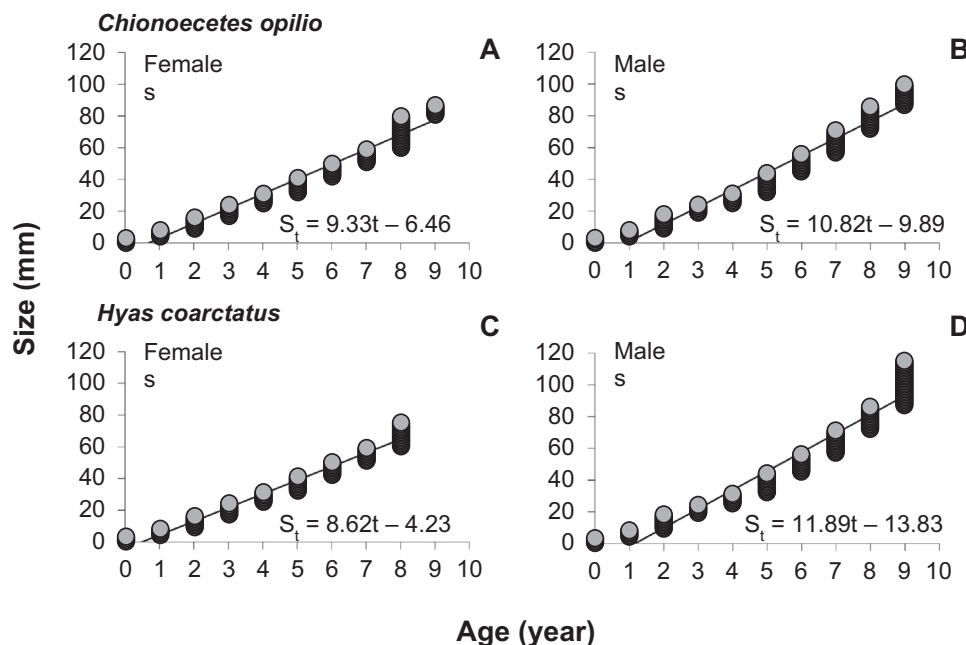 Chionoecetes opilio
A
Female
s
120
100
80
60
40
20
0
S_t = 9.33t – 6.46
0 1 2 3 4 5 6 7 8 9 10
B
Male
s
120
100
80
60
40
20
0
S_t = 10.82t – 9.89
0 1 2 3 4 5 6 7 8 9 10
Size (mm)
Hyas coarctatus
C
Female
s
120
100
80
60
40
20
0
S_t = 8.62t – 4.23
0 1 2 3 4 5 6 7 8 9 10
D
Male
s
120
100
80
60
40
20
0
S_t = 11.89t – 13.83
0 1 2 3 4 5 6 7 8 9 10
Age (year)